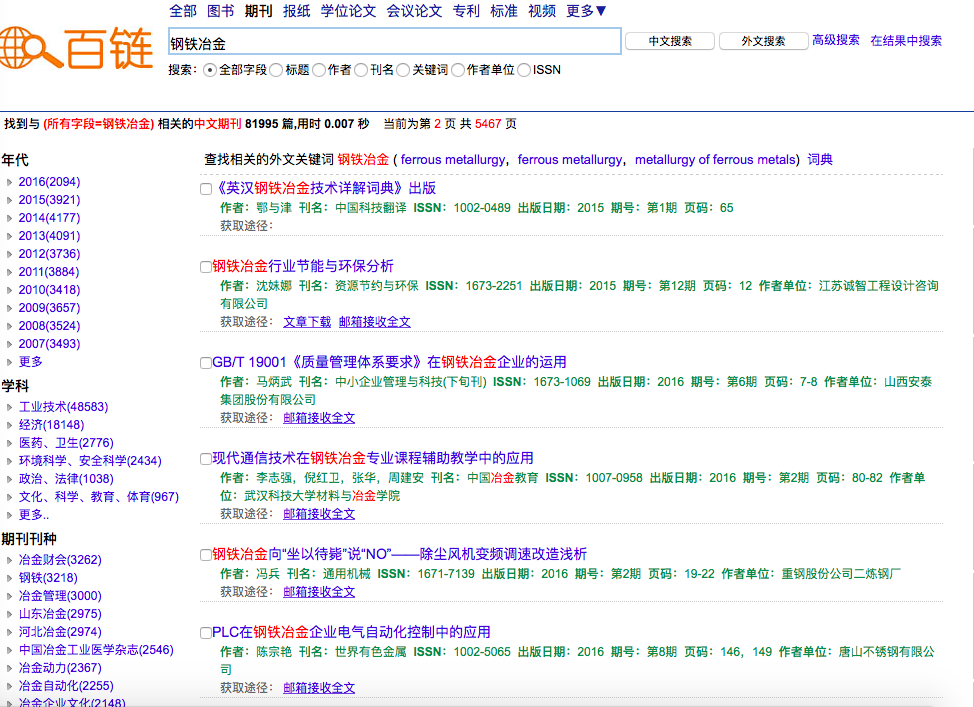 全部 图书 期刊 报纸 学位论文 会议论文 专利 标准 视频 更多▼
百链
钢铁冶金
中文搜索 外文搜索 高级搜索 在结果中搜索
搜索： 全部字段 标题 作者 刊名 关键词 作者单位 ISSN
找到与 (所有字段=钢铁冶金) 相关的中文期刊 81995 篇,用时 0.007 秒 当前为第 2 页 共 5467 页
年代
2016(2094)
2015(3921)
2014(4177)
2013(4091)
2012(3736)
2011(3884)
2010(3418)
2009(3657)
2008(3524)
2007(3493)
更多
学科
工业技术(48583)
经济(18148)
医药、卫生(2776)
环境科学、安全科学(2434)
政治、法律(1038)
文化、科学、教育、体育(967)
更多..
期刊刊种
冶金财会(3262)
钢铁(3218)
冶金管理(3000)
山东冶金(2975)
河北冶金(2974)
中国冶金工业医学杂志(2546)
冶金动力(2367)
冶金自动化(2255)
冶金企业文化(2148)
查找相关的外文关键词 钢铁冶金 ( ferrous metallurgy， ferrous metallurgy， metallurgy of ferrous metals) 词典
《英汉钢铁冶金技术详解词典》出版
作者：鄂与津 刊名：中国科技翻译 ISSN：1002-0489 出版日期：2015 期号：第1期 页码：65
获取途径：
钢铁冶金行业节能与环保分析
作者：沈妹娜 刊名：资源节约与环保 ISSN：1673-2251 出版日期：2015 期号：第12期 页码：12 作者单位：江苏诚智工程设计咨询
有限公司
获取途径： 文章下载 邮箱接收全文
GB/T 19001《质量管理体系要求》在钢铁冶金企业的运用
作者：马炳武 刊名：中小企业管理与科技(下旬刊) ISSN：1673-1069 出版日期：2016 期号：第6期 页码：7-8 作者单位：山西安泰
集团股份有限公司
获取途径： 邮箱接收全文
现代通信技术在钢铁冶金专业课程辅助教学中的应用
作者：李志强，倪红卫，张华，周建安 刊名：中国冶金教育 ISSN：1007-0958 出版日期：2016 期号：第2期 页码：80-82 作者单
位：武汉科技大学材料与冶金学院
获取途径： 邮箱接收全文
钢铁冶金向“坐以待毙”说“NO”——除尘风机变频调速改造浅析
作者：冯兵 刊名：通用机械 ISSN：1671-7139 出版日期：2016 期号：第2期 页码：19-22 作者单位：重钢股份公司二炼钢厂
获取途径： 邮箱接收全文
PLC在钢铁冶金企业电气自动化控制中的应用
作者：陈宗艳 刊名：世界有色金属 ISSN：1002-5065 出版日期：2016 期号：第8期 页码：146，149 作者单位：唐山不锈钢有限公
司
获取途径： 邮箱接收全文